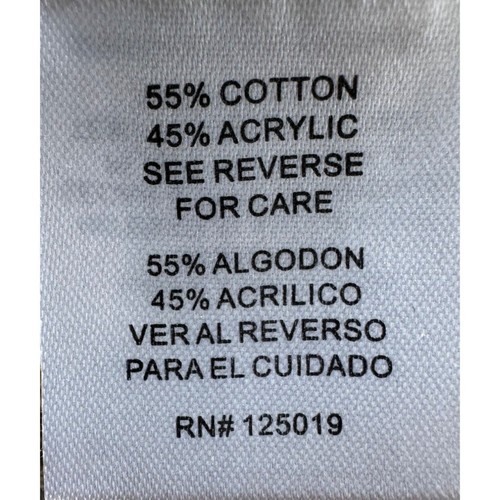 55% COTTON
45% ACRYLIC
SEE REVERSE
FOR CARE
55% ALGODON
45% ACRILICO
VER AL REVERSO
PARA EL CUIDADO
RN# 125019